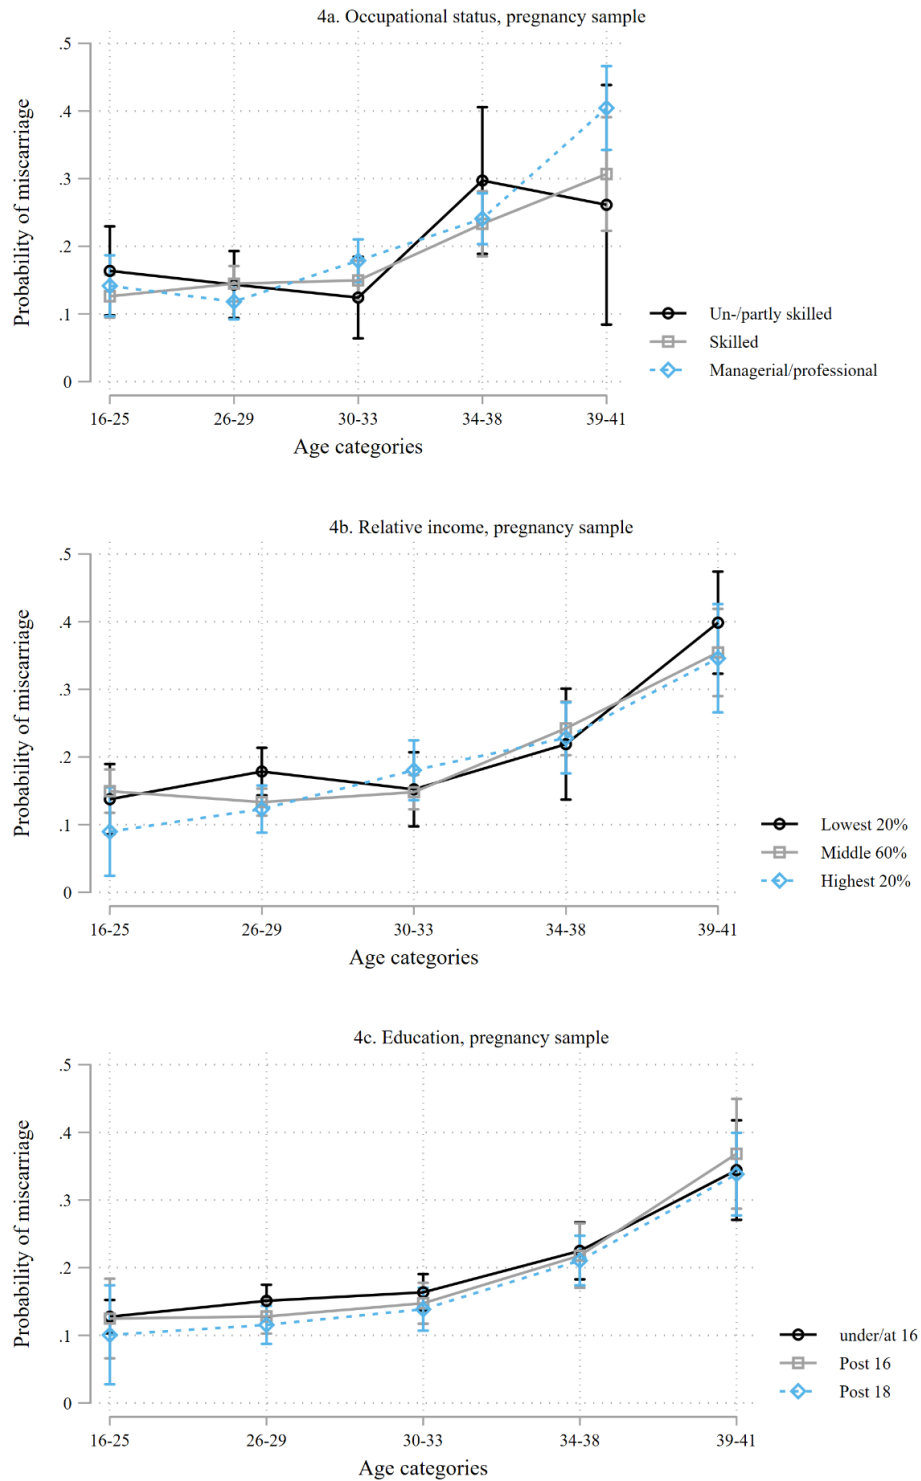 4a. Occupational status, pregnancy sample
Probability of miscarriage
.5
.4
.3
.2
.1
0
16-25 26-29 30-33 34-38 39-41
Age categories
Un-/partly skilled
Skilled
Managerial/professional
4b. Relative income, pregnancy sample
Probability of miscarriage
.5
.4
.3
.2
.1
0
16-25 26-29 30-33 34-38 39-41
Age categories
Lowest 20%
Middle 60%
Highest 20%
4c. Education, pregnancy sample
Probability of miscarriage
.5
.4
.3
.2
.1
0
16-25 26-29 30-33 34-38 39-41
Age categories
under/at 16
Post 16
Post 18